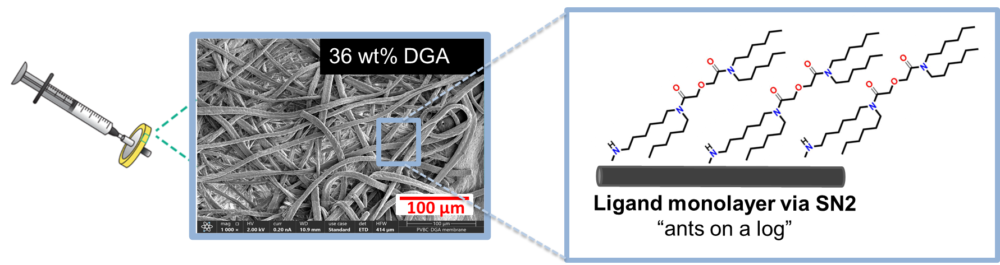 36 wt% DGA
100 µm
mag □ HV curr WD use case det HFW
1 000 × 2.00 kV 0.20 nA 10.9 mm Standard ETD 414 µm
100 µm
PVBC-DGA membrane
O
N
O
O
N
H
N
O
N
O
O
N
H
N
O
N
O
O
N
H
N
Ligand monolayer via SN2
“ants on a log”